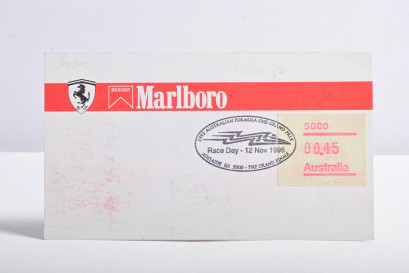 BERGER
Marlboro
1995 AUSTRALIAN FORMULA ONE GRAND PRIX
Race Day - 12 Nov 1995
ADELAIDE SA 5000 - THE GRAND FINALE
5000
00.45
Australia